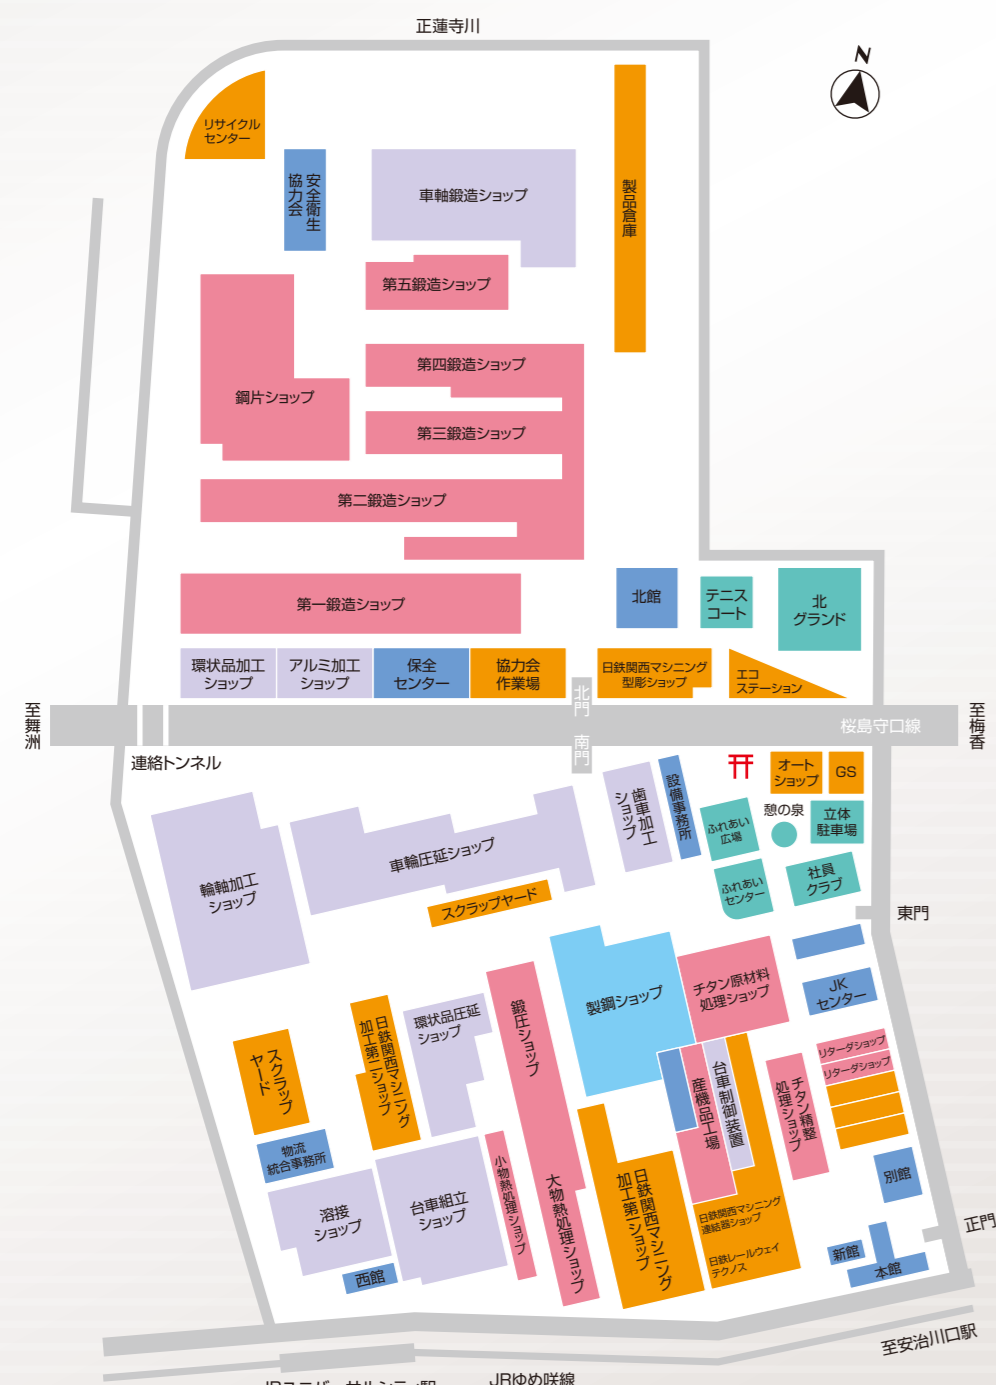 正蓮寺川
N
リサイクル
センター
安全衛生
協力会
車軸鍛造ショップ
製品倉庫
第五鍛造ショップ
第四鍛造ショップ
鋼片ショップ
第三鍛造ショップ
第二鍛造ショップ
第一鍛造ショップ
北館
テニス
コート
北
グランド
環状品加工
ショップ
アルミ加工
ショップ
保全
センター
協力会
作業場
日鉄関西マシニング
型彫ショップ
エコ
ステーション
北門
南門
至舞洲
桜島守口線
至梅香
連絡トンネル
歯車加工
ショップ
設備事務所
オート
ショップ
GS
憩の泉
立体
駐車場
ふれあい
広場
ふれあい
センター
社員
クラブ
東門
輪軸加工
ショップ
車輪圧延ショップ
スクラップヤード
製鋼ショップ
チタン原材料
処理ショップ
JK
センター
リターダショップ
リターダショップ
スクラップ
ヤード
日鉄関西マシニング
加工第二ショップ
環状品圧延
ショップ
鍛圧ショップ
産機品工場
台車制御装置
チタン精整
処理ショップ
物流
統合事務所
溶接
ショップ
台車組立
ショップ
小物熱処理ショップ
大物熱処理ショップ
日鉄関西マシニング
加工第一ショップ
日鉄関西マシニング
連結器ショップ
日鉄レールウェイ
テクノス
別館
正門
新館
本館
西館
至安治川口駅
JRゆめ咲線